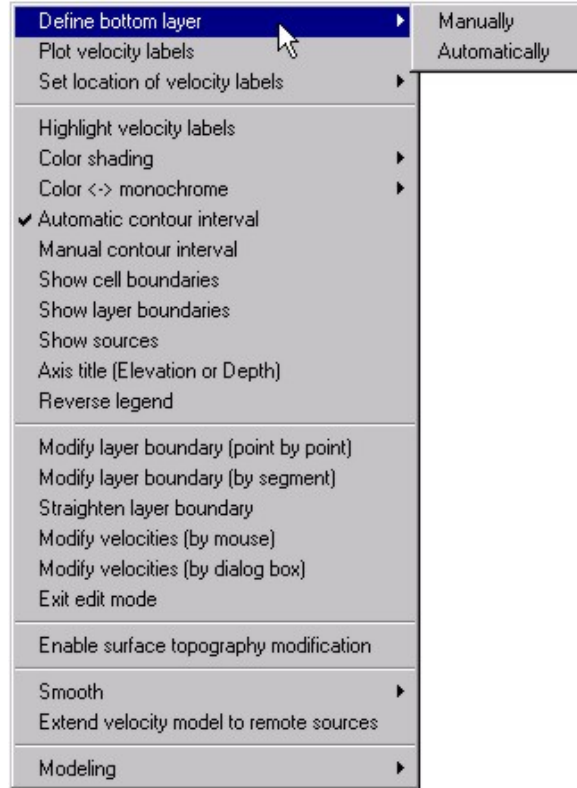 Define bottom layer
Manually
Plot velocity labels
Automatically
Set location of velocity labels
Highlight velocity labels
Color shading
Color <-> monochrome
Automatic contour interval
Manual contour interval
Show cell boundaries
Show layer boundaries
Show sources
Axis title (Elevation or Depth)
Reverse legend
Modify layer boundary (point by point)
Modify layer boundary (by segment)
Straighten layer boundary
Modify velocities (by mouse)
Modify velocities (by dialog box)
Exit edit mode
Enable surface topography modification
Smooth
Extend velocity model to remote sources
Modeling